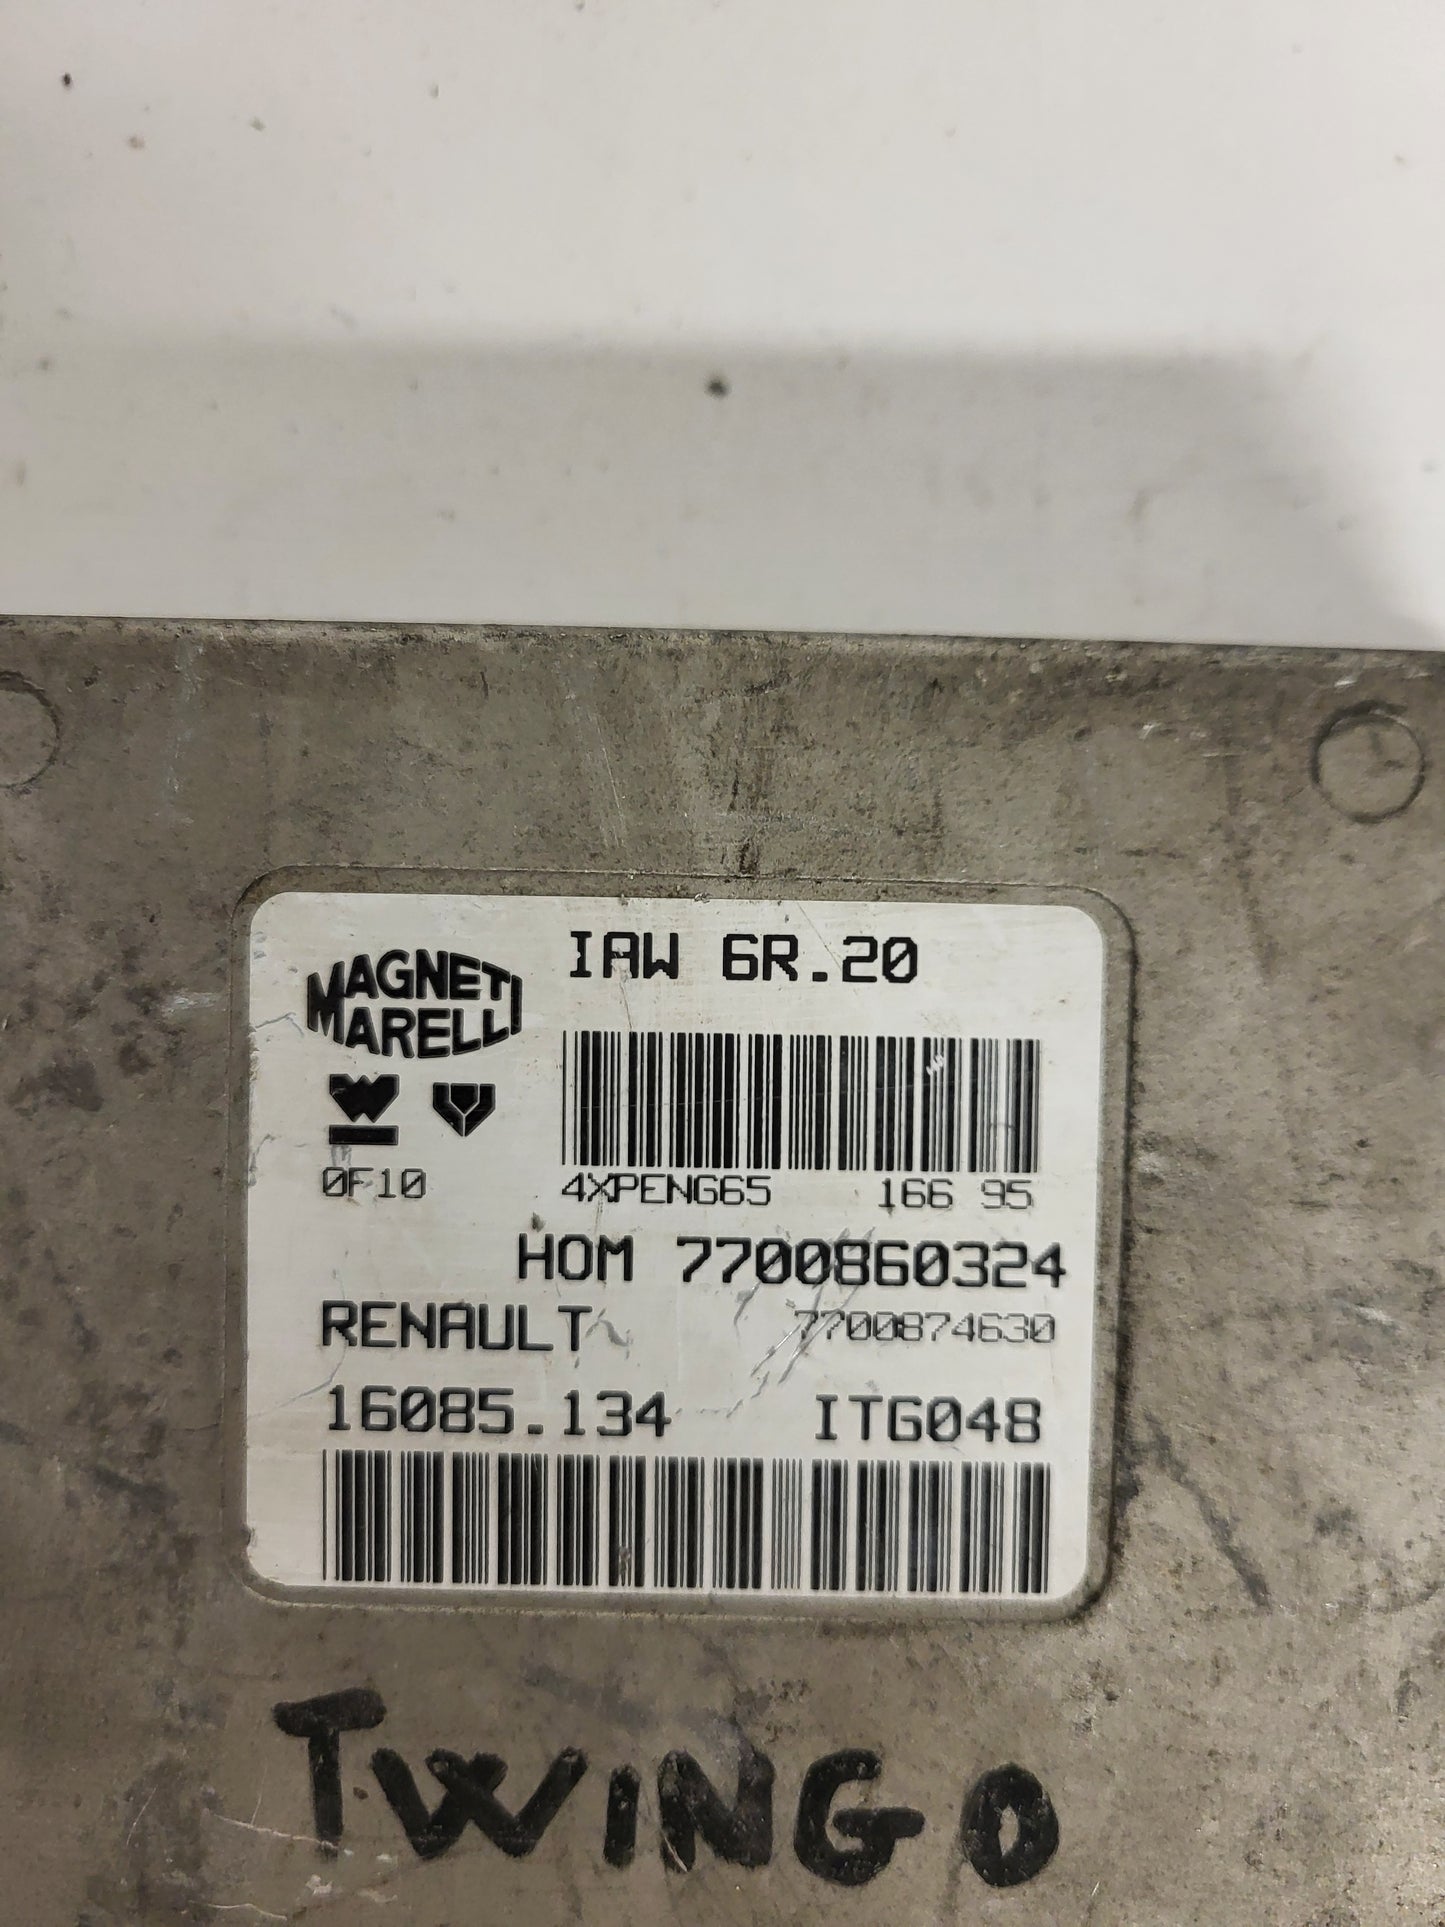 MAGNETI
MARELLI
IAW 6R.20
0F10
4XPENG65 166 95
HOM 7700860324
RENAULT 7700874630
16085.134 ITG048
TWINGO